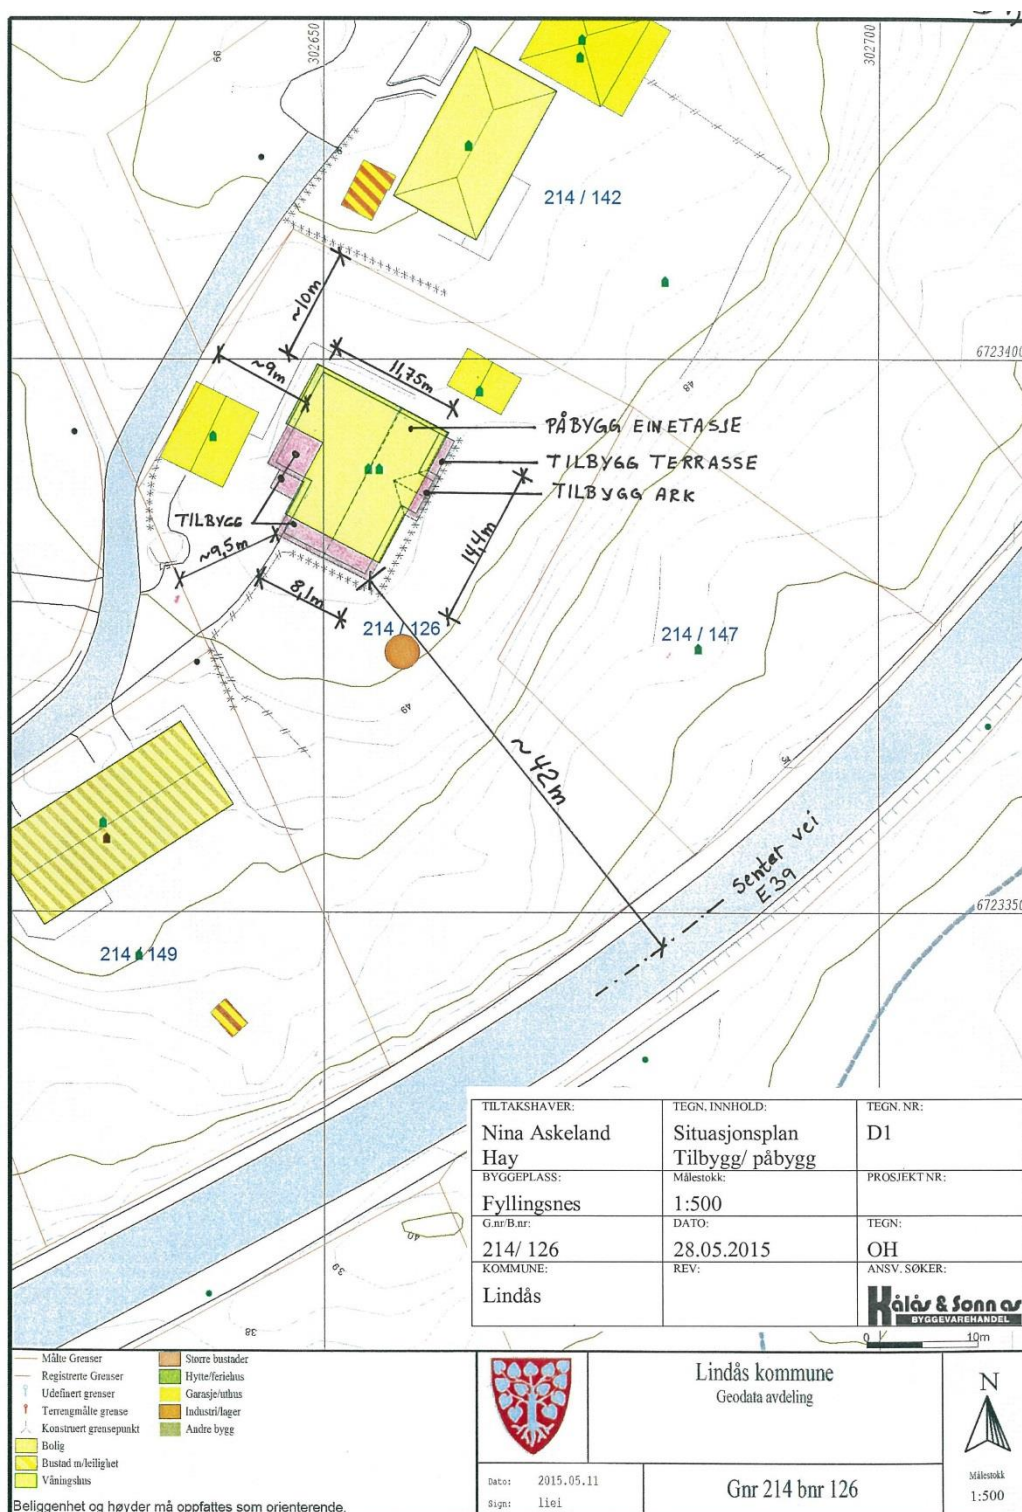 302650
302700
66
214 / 142
~10m
6723400
~9m
11,75m
48
PÅBYGG EIN ETASJE
TILBYGG TERRASSE
TILBYGG ARK
TILBYGG
~9,5m
14,4m
8,1m
214 / 126
214 / 147
49
~42m
Senter vei
E39
6723350
214 / 149
40
39
38
TILTAKSHAVER:
Nina Askeland
Hay
TEGN. INNHOLD:
Situasjonsplan
Tilbygg/ påbygg
TEGN. NR:
D1
BYGGEPLASS:
Fyllingsnes
Målestokk:
1:500
PROSJEKT NR:
G.nr/B.nr:
214/ 126
DATO:
28.05.2015
TEGN:
OH
KOMMUNE:
Lindås
REV:
ANSV. SØKER:
Kålås & Sonn as
BYGGEVAREHANDEL
0 10m
Målte Grenser
Registrerte Grenser
Udefinert grenser
Terrengmålte grense
Konstruert grensepunkt
Bolig
Bustad m/leilighet
Våningshus
Større bustader
Hytte/feriehus
Garasje/uthus
Industri/lager
Andre bygg
Beliggenhet og høyder må oppfattes som orienterende.
Lindås kommune
Geodata avdeling
Dato: 2015.05.11
Sign: liei
Gnr 214 bnr 126
N
Målestokk
1:500